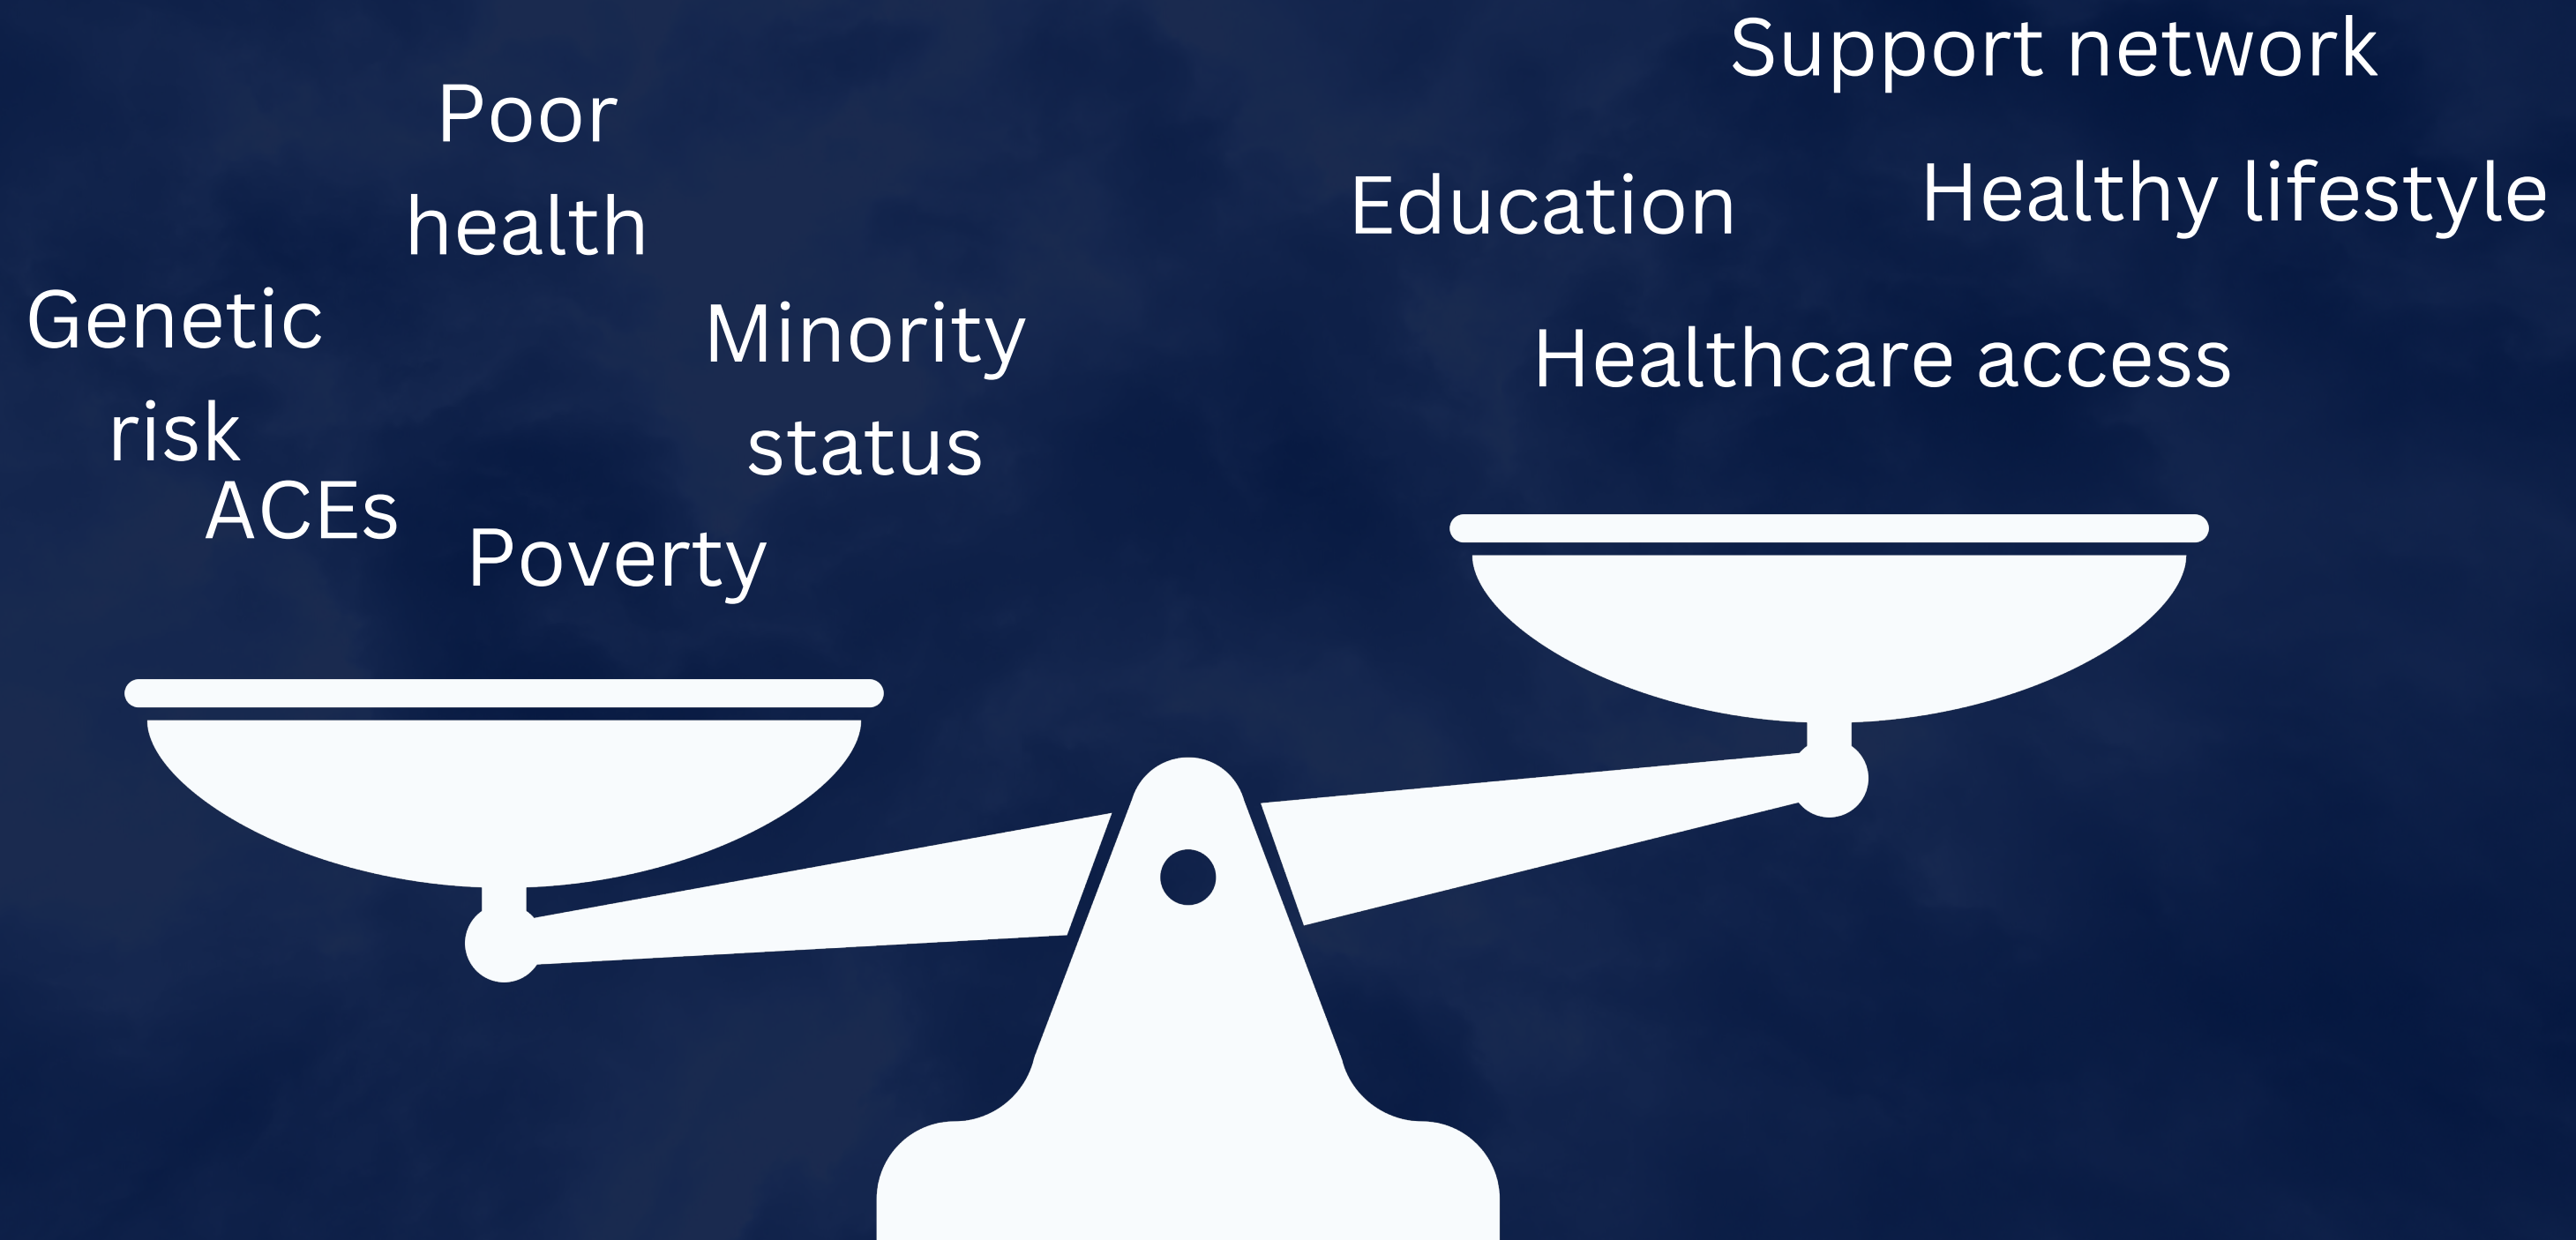 Poor
health
Genetic
risk
ACEs
Minority
status
Poverty
Support network
Education
Healthy lifestyle
Healthcare access